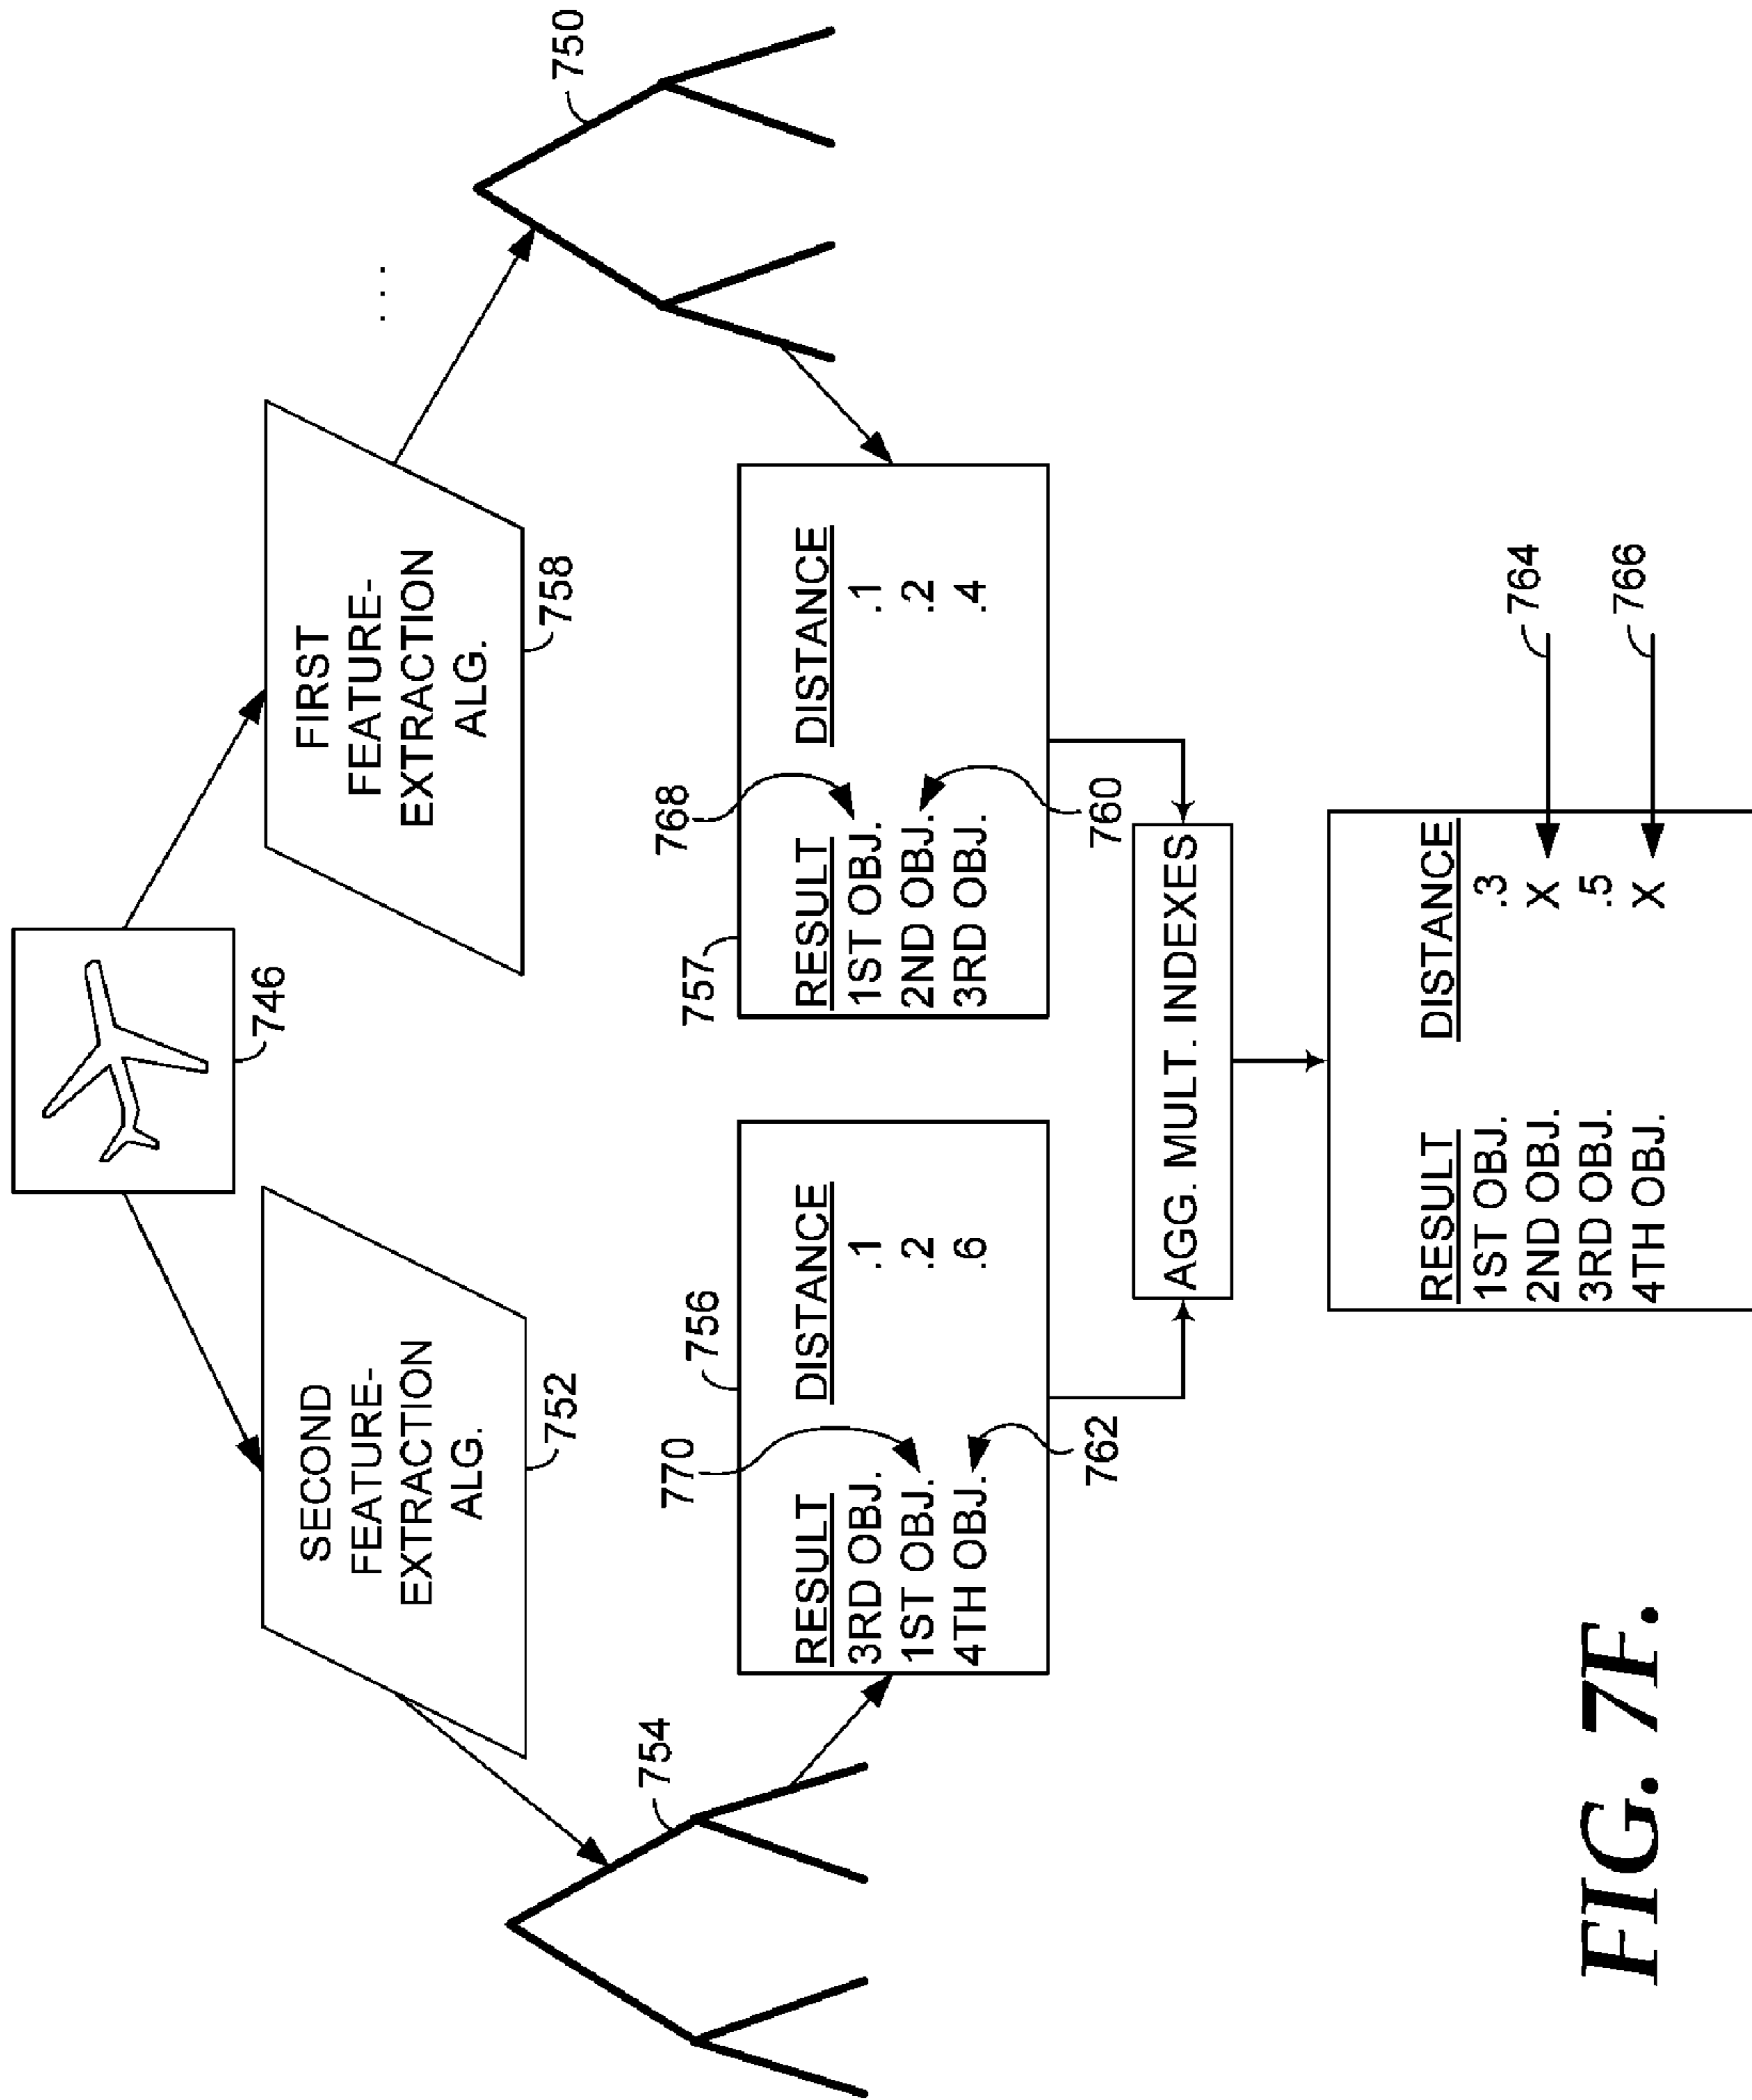 746
SECOND
FEATURE-
EXTRACTION
ALG.
752
FIRST
FEATURE-
EXTRACTION
ALG.
758
. . .
750
754
770
756
RESULT DISTANCE
3RD OBJ. .1
1ST OBJ. .2
4TH OBJ. .6
762
757
768
RESULT DISTANCE
1ST OBJ. .1
2ND OBJ. .2
3RD OBJ. .4
760
AGG. MULT. INDEXES
RESULT DISTANCE
1ST OBJ. .3
2ND OBJ. X
3RD OBJ. .5
4TH OBJ. X
764
766
FIG. 7F.